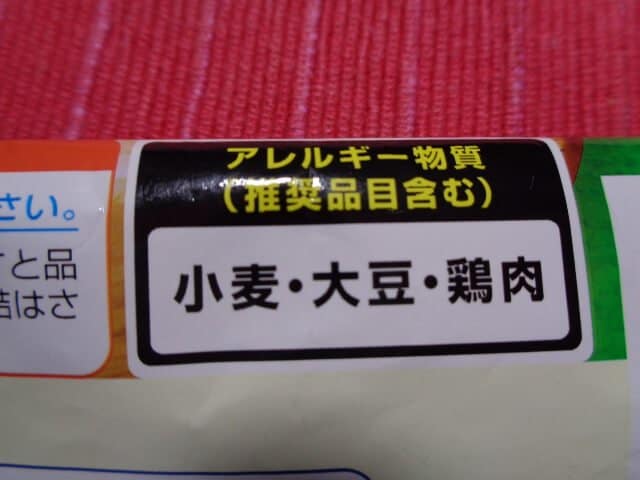 アレルギー物質
(推奨品目含む)
小麦・大豆・鶏肉
さい。
と品
はさ